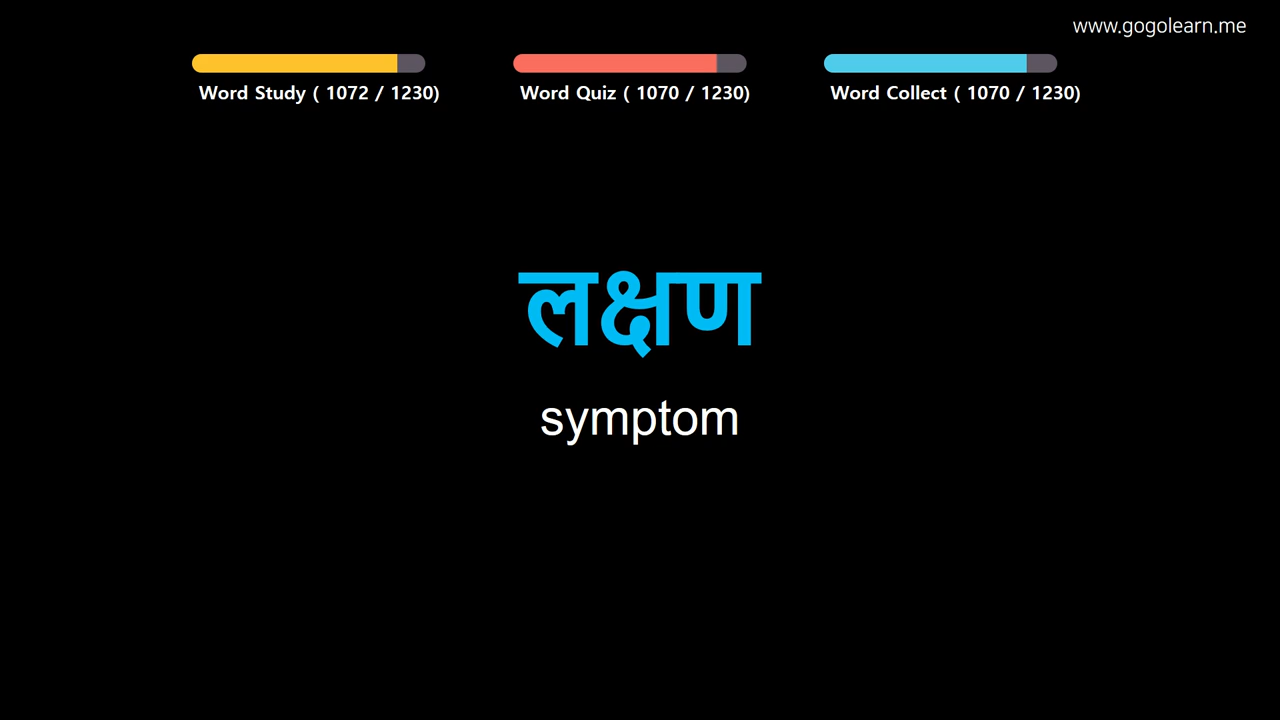 www.gogolearn.me
Word Study ( 1072 / 1230)
Word Quiz ( 1070 / 1230)
Word Collect ( 1070 / 1230)
लक्षण
symptom